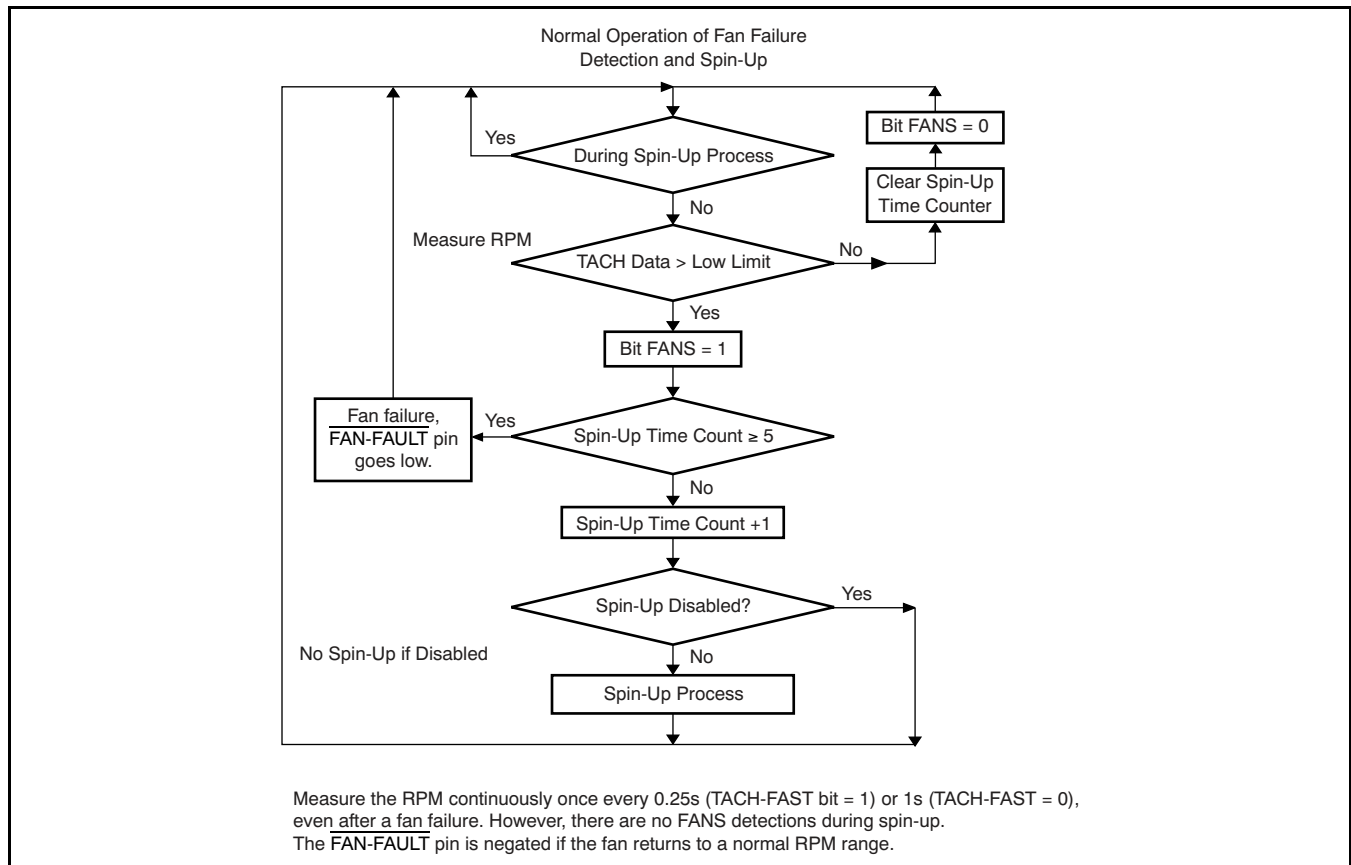 Normal Operation of Fan Failure
Detection and Spin-Up
Bit FANS = 0
Yes
During Spin-Up Process
Clear Spin-Up
Time Counter
No
Measure RPM
TACH Data > Low Limit
No
Yes
Bit FANS = 1
Fan failure,
FAN-FAULT pin
goes low.
Yes
Spin-Up Time Count ≥ 5
No
Spin-Up Time Count +1
Spin-Up Disabled?
Yes
No Spin-Up if Disabled
No
Spin-Up Process
Measure the RPM continuously once every 0.25s (TACH-FAST bit = 1) or 1s (TACH-FAST = 0),
even after a fan failure. However, there are no FANS detections during spin-up.
The FAN-FAULT pin is negated if the fan returns to a normal RPM range.